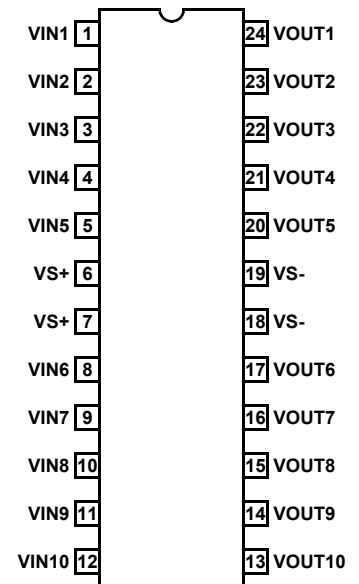 VIN1 1 24 VOUT1
VIN2 2 23 VOUT2
VIN3 3 22 VOUT3
VIN4 4 21 VOUT4
VIN5 5 20 VOUT5
VS+ 6 19 VS-
VS+ 7 18 VS-
VIN6 8 17 VOUT6
VIN7 9 16 VOUT7
VIN8 10 15 VOUT8
VIN9 11 14 VOUT9
VIN10 12 13 VOUT10